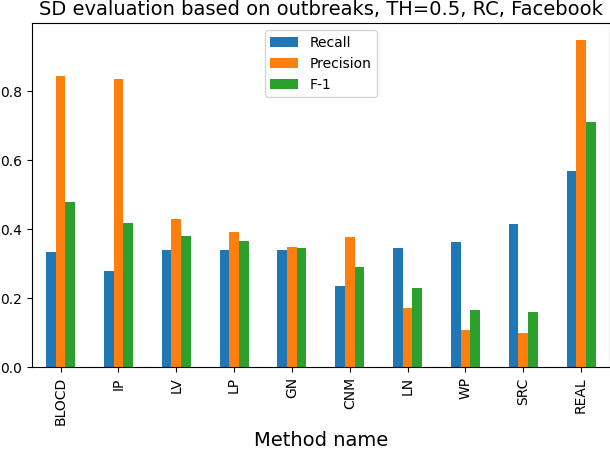 SD evaluation based on outbreaks, TH=0.5, RC, Facebook
Recall
Precision
F-1
0.8
0.6
0.4
0.2
0.0
BLOCD
IP
LV
LP
GN
CNM
LN
WP
SRC
REAL
Method name